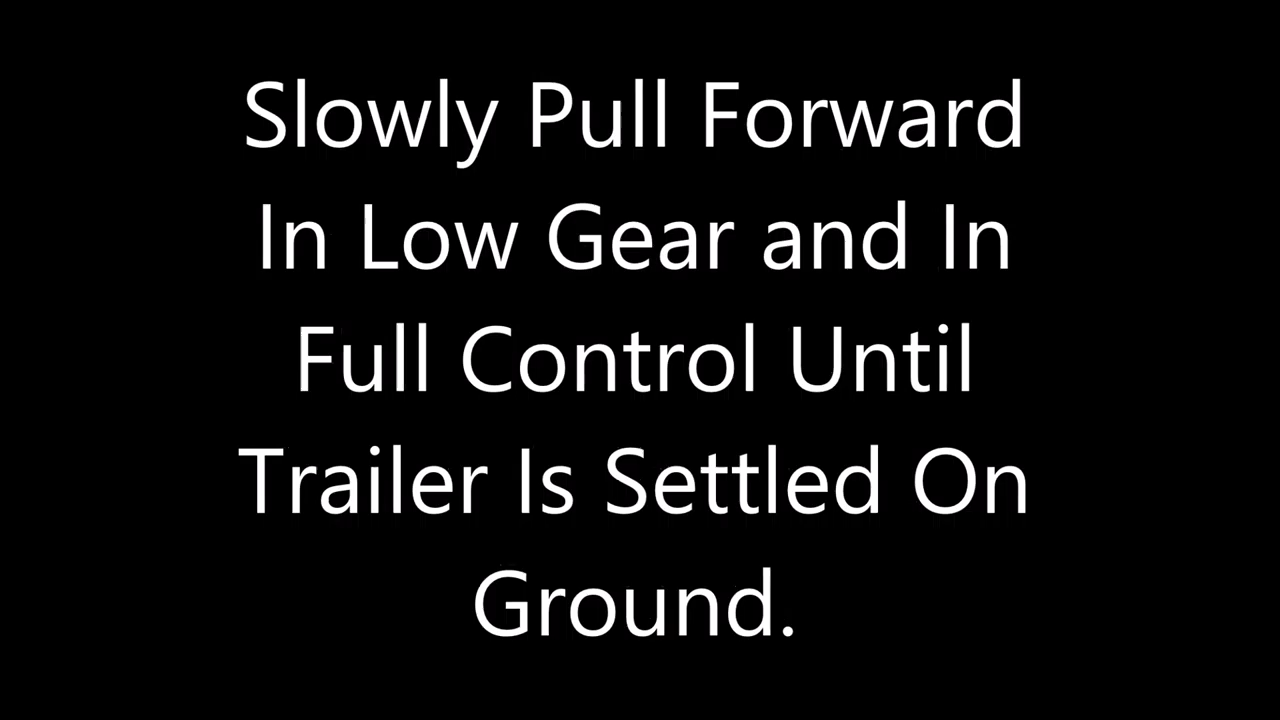 Slowly Pull Forward
In Low Gear and In
Full Control Until
Trailer Is Settled On
Ground.